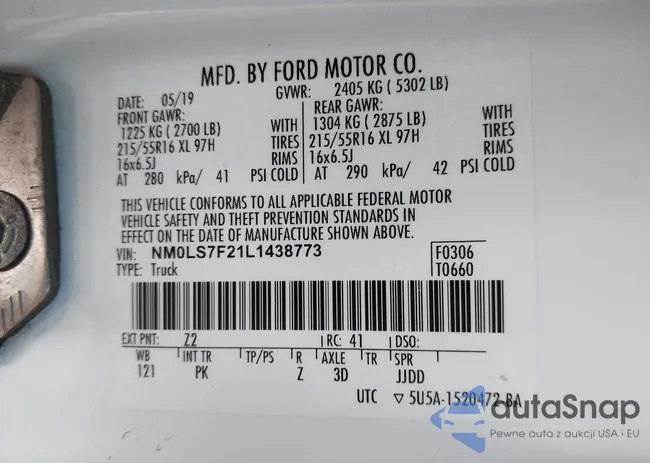 MFD. BY FORD MOTOR CO.
DATE: 05/19 GVWR: 2405 KG ( 5302 LB)
FRONT GAWR: REAR GAWR:
1225 KG ( 2700 LB) WITH 1304 KG ( 2875 LB) WITH
215/55R16 XL 97H TIRES 215/55R16 XL 97H TIRES
16x6.5J RIMS 16x6.5J RIMS
AT 280 kPa/ 41 PSI COLD AT 290 kPa/ 42 PSI COLD
THIS VEHICLE CONFORMS TO ALL APPLICABLE FEDERAL MOTOR
VEHICLE SAFETY AND THEFT PREVENTION STANDARDS IN
EFFECT ON THE DATE OF MANUFACTURE SHOWN ABOVE.
VIN: NM0LS7F21L1438773 F0306
TYPE: Truck T0660
EXT PNT: Z2 RC: 41 DSO:
WB INT TR TP/PS R AXLE TR SPR
121 PK Z 3D JJDD
UTC ▽ 5U5A-1520472-BA
autaSnap
Pewne auta z aukcji USA i EU